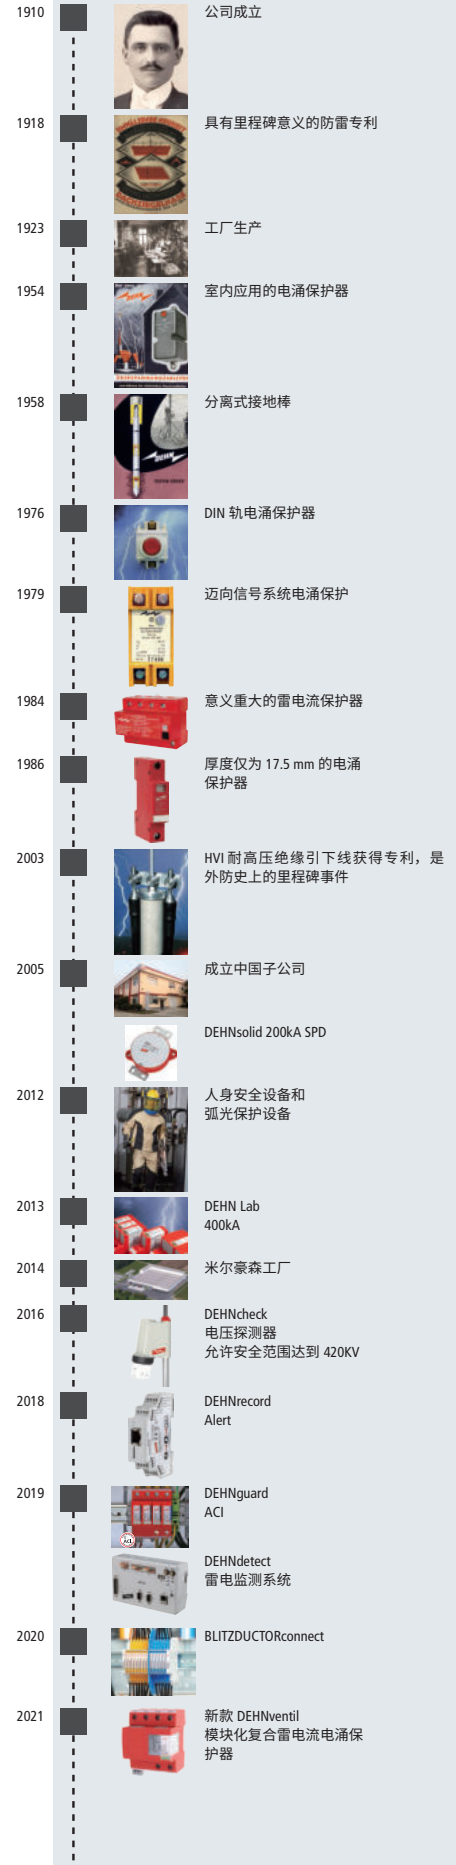 1910
公司成立
1918
具有里程碑意义的防雷专利
1923
工厂生产
1954
室内应用的电涌保护器
1958
分离式接地棒
1976
DIN 轨电涌保护器
1979
迈向信号系统电涌保护
1984
意义重大的雷电流保护器
1986
厚度仅为 17.5 mm 的电涌
保护器
2003
HVI 耐高压绝缘引下线获得专利，是
外防史上的里程碑事件
2005
成立中国子公司
DEHNsolid 200kA SPD
2012
人身安全设备和
弧光保护设备
2013
DEHN Lab
400kA
2014
米尔豪森工厂
2016
DEHNcheck
电压探测器
允许安全范围达到 420KV
2018
DEHNrecord
Alert
2019
DEHNguard
ACI
DEHNdetect
雷电监测系统
2020
BLITZDUCTORconnect
2021
新款 DEHNventil
模块化复合雷电流电涌保
护器